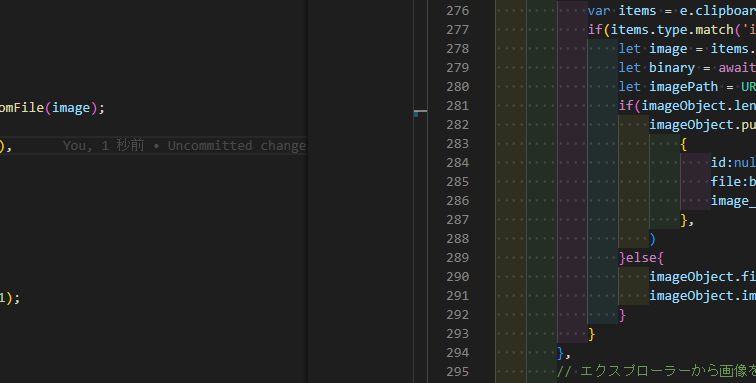 omFile(image);
), You, 1 秒前 • Uncommitted change
1);
276 var items = e.clipboar
277 if(items.type.match('i
278 let image = items.
279 let binary = await
280 let imagePath = UR
281 if(imageObject.len
282 imageObject.pu
283 {
284 id:nul
285 file:b
286 image_
287 },
288 )
289 }else{
290 imageObject.fi
291 imageObject.im
292 }
293 }
294 },
295 // エクスプローラーから画像を